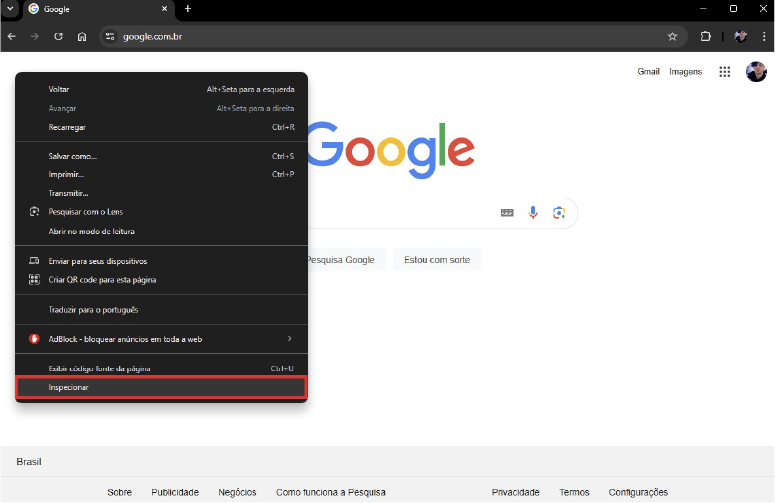 Google
google.com.br
Gmail Imagens
Voltar Alt+Seta para a esquerda
Avançar Alt+Seta para a direita
Recarregar Ctrl+R
Google
Salvar como... Ctrl+S
Imprimir... Ctrl+P
Transmitir...
Pesquisar com o Lens
Abrir no modo de leitura
Enviar para seus dispositivos
Pesquisa Google Estou com sorte
Criar QR code para esta página
Traduzir para o português
AdBlock - bloquear anúncios em toda a web
Exibir código fonte da página Ctrl+U
Inspecionar
Brasil
Sobre Publicidade Negócios Como funciona a Pesquisa Privacidade Termos Configurações